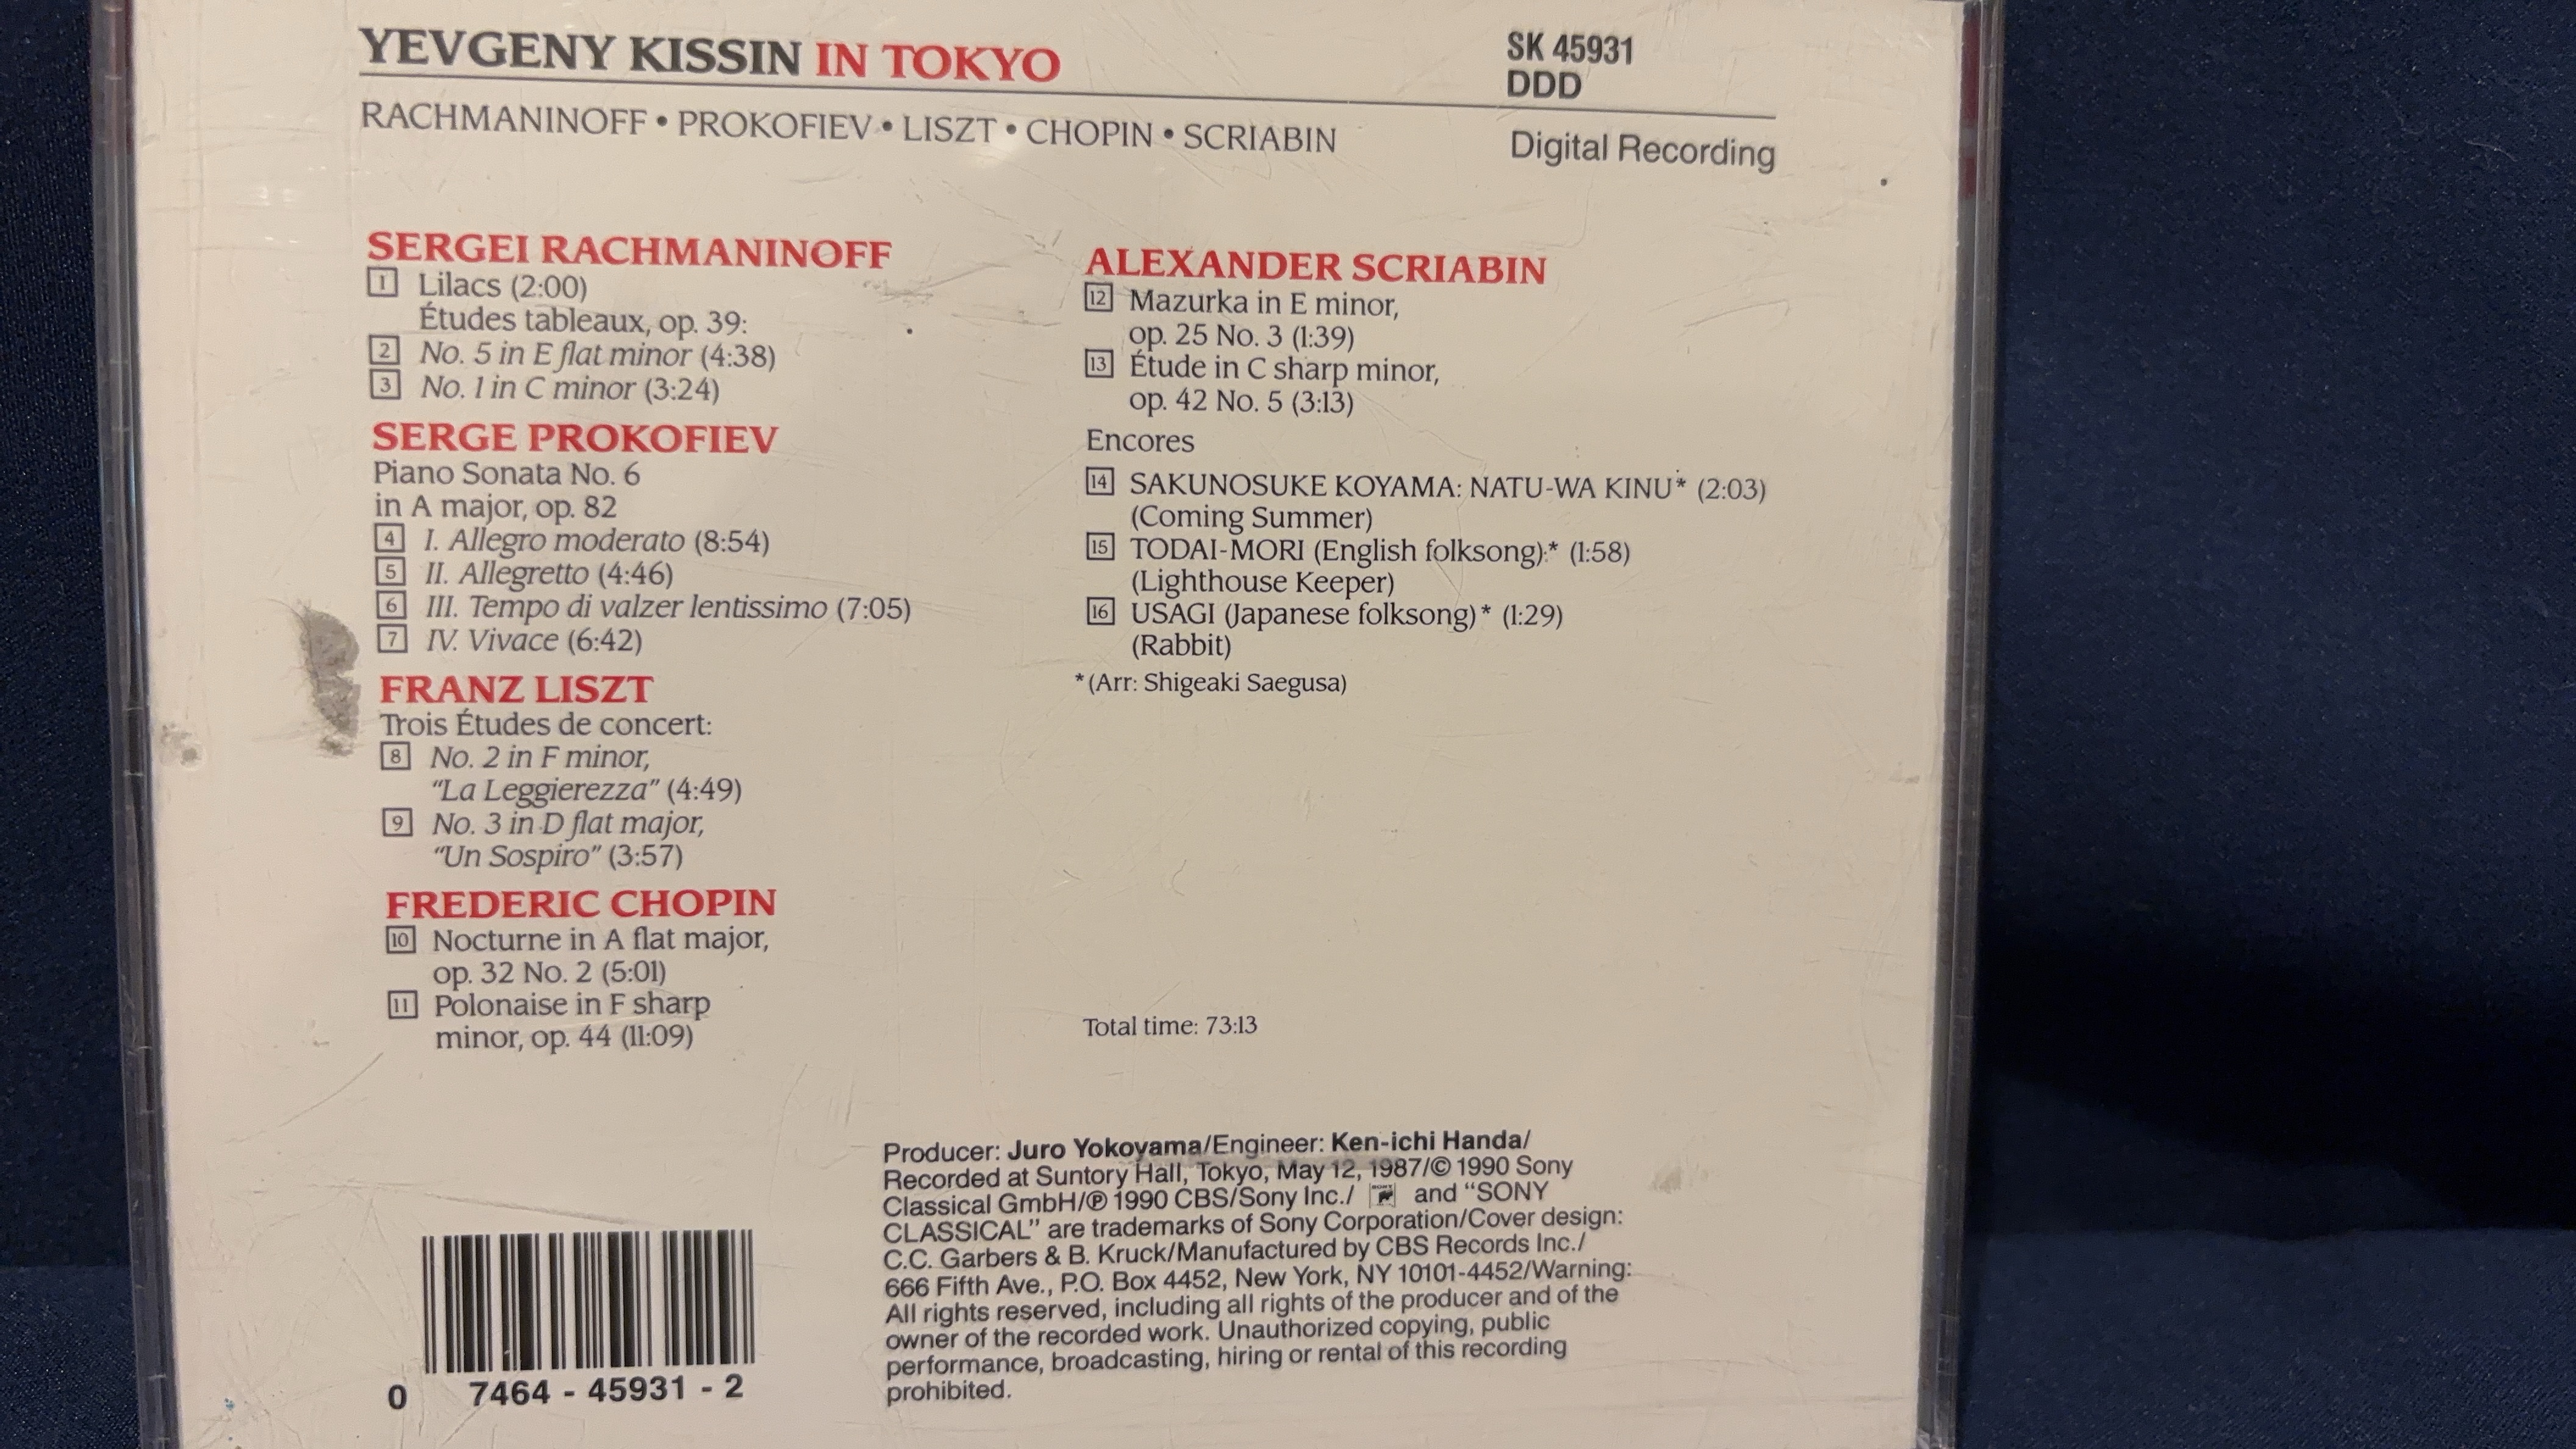 YEVGENY KISSIN IN TOKYO
SK 45931
DDD
RACHMANINOFF • PROKOFIEV • LISZT • CHOPIN • SCRIABIN
Digital Recording
SERGEI RACHMANINOFF
1 Lilacs (2:00)
Études tableaux, op. 39:
2 No. 5 in E flat minor (4:38)
3 No. 1 in C minor (3:24)
SERGE PROKOFIEV
Piano Sonata No. 6
in A major, op. 82
4 I. Allegro moderato (8:54)
5 II. Allegretto (4:46)
6 III. Tempo di valzer lentissimo (7:05)
7 IV. Vivace (6:42)
FRANZ LISZT
Trois Études de concert:
8 No. 2 in F minor,
“La Leggierezza” (4:49)
9 No. 3 in D flat major,
“Un Sospiro” (3:57)
FREDERIC CHOPIN
10 Nocturne in A flat major,
op. 32 No. 2 (5:01)
11 Polonaise in F sharp
minor, op. 44 (11:09)
ALEXANDER SCRIABIN
12 Mazurka in E minor,
op. 25 No. 3 (1:39)
13 Étude in C sharp minor,
op. 42 No. 5 (3:13)
Encores
14 SAKUNOSUKE KOYAMA: NATU-WA KINU* (2:03)
(Coming Summer)
15 TODAI-MORI (English folksong):* (1:58)
(Lighthouse Keeper)
16 USAGI (Japanese folksong)* (1:29)
(Rabbit)
*(Arr: Shigeaki Saegusa)
Total time: 73:13
Producer: Juro Yokoyama/Engineer: Ken-ichi Handa/
Recorded at Suntory Hall, Tokyo, May 12, 1987/© 1990 Sony
Classical GmbH/℗ 1990 CBS/Sony Inc./ SONY and “SONY
CLASSICAL” are trademarks of Sony Corporation/Cover design:
C.C. Garbers & B. Kruck/Manufactured by CBS Records Inc./
666 Fifth Ave., P.O. Box 4452, New York, NY 10101-4452/Warning:
All rights reserved, including all rights of the producer and of the
owner of the recorded work. Unauthorized copying, public
performance, broadcasting, hiring or rental of this recording
prohibited.
0 7464 - 45931 - 2